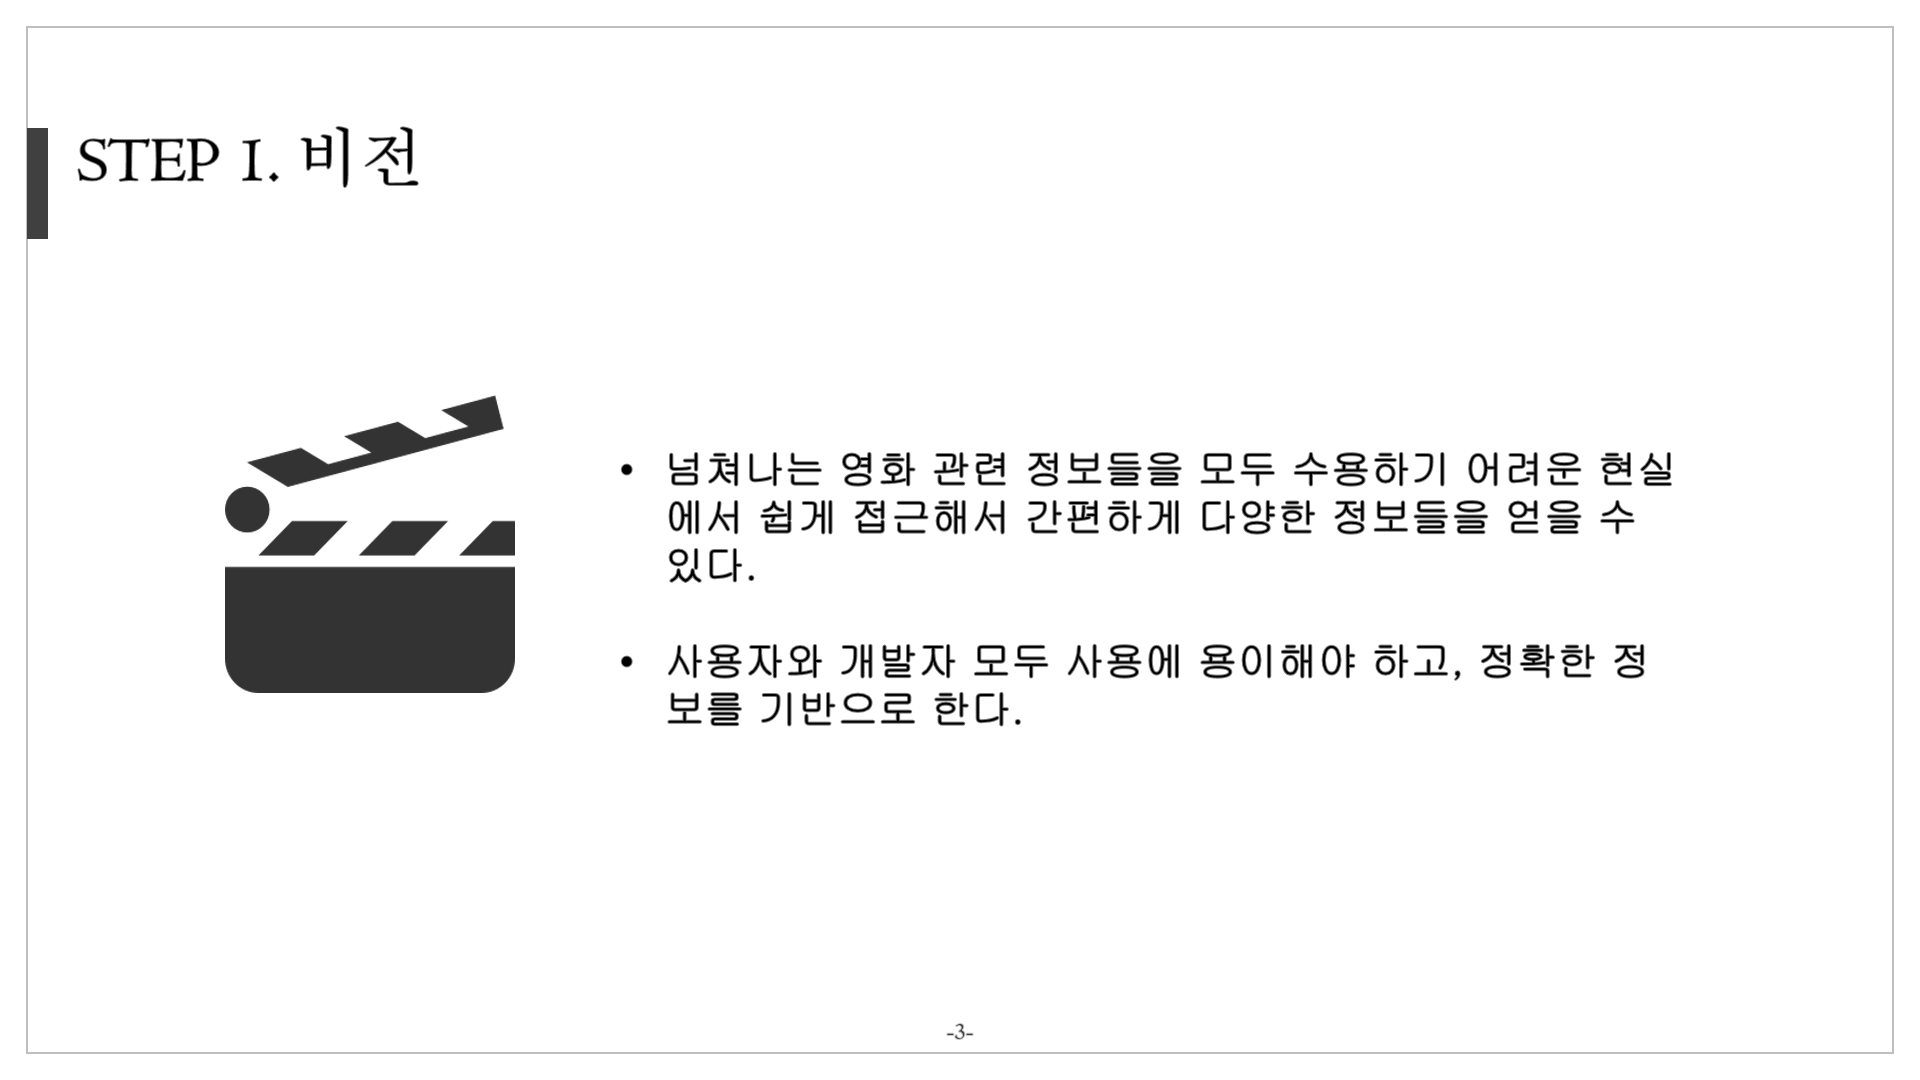 STEP 1. 비전
• 넘쳐나는 영화 관련 정보들을 모두 수용하기 어려운 현실
에서 쉽게 접근해서 간편하게 다양한 정보들을 얻을 수
있다.
• 사용자와 개발자 모두 사용에 용이해야 하고, 정확한 정
보를 기반으로 한다.
-3-